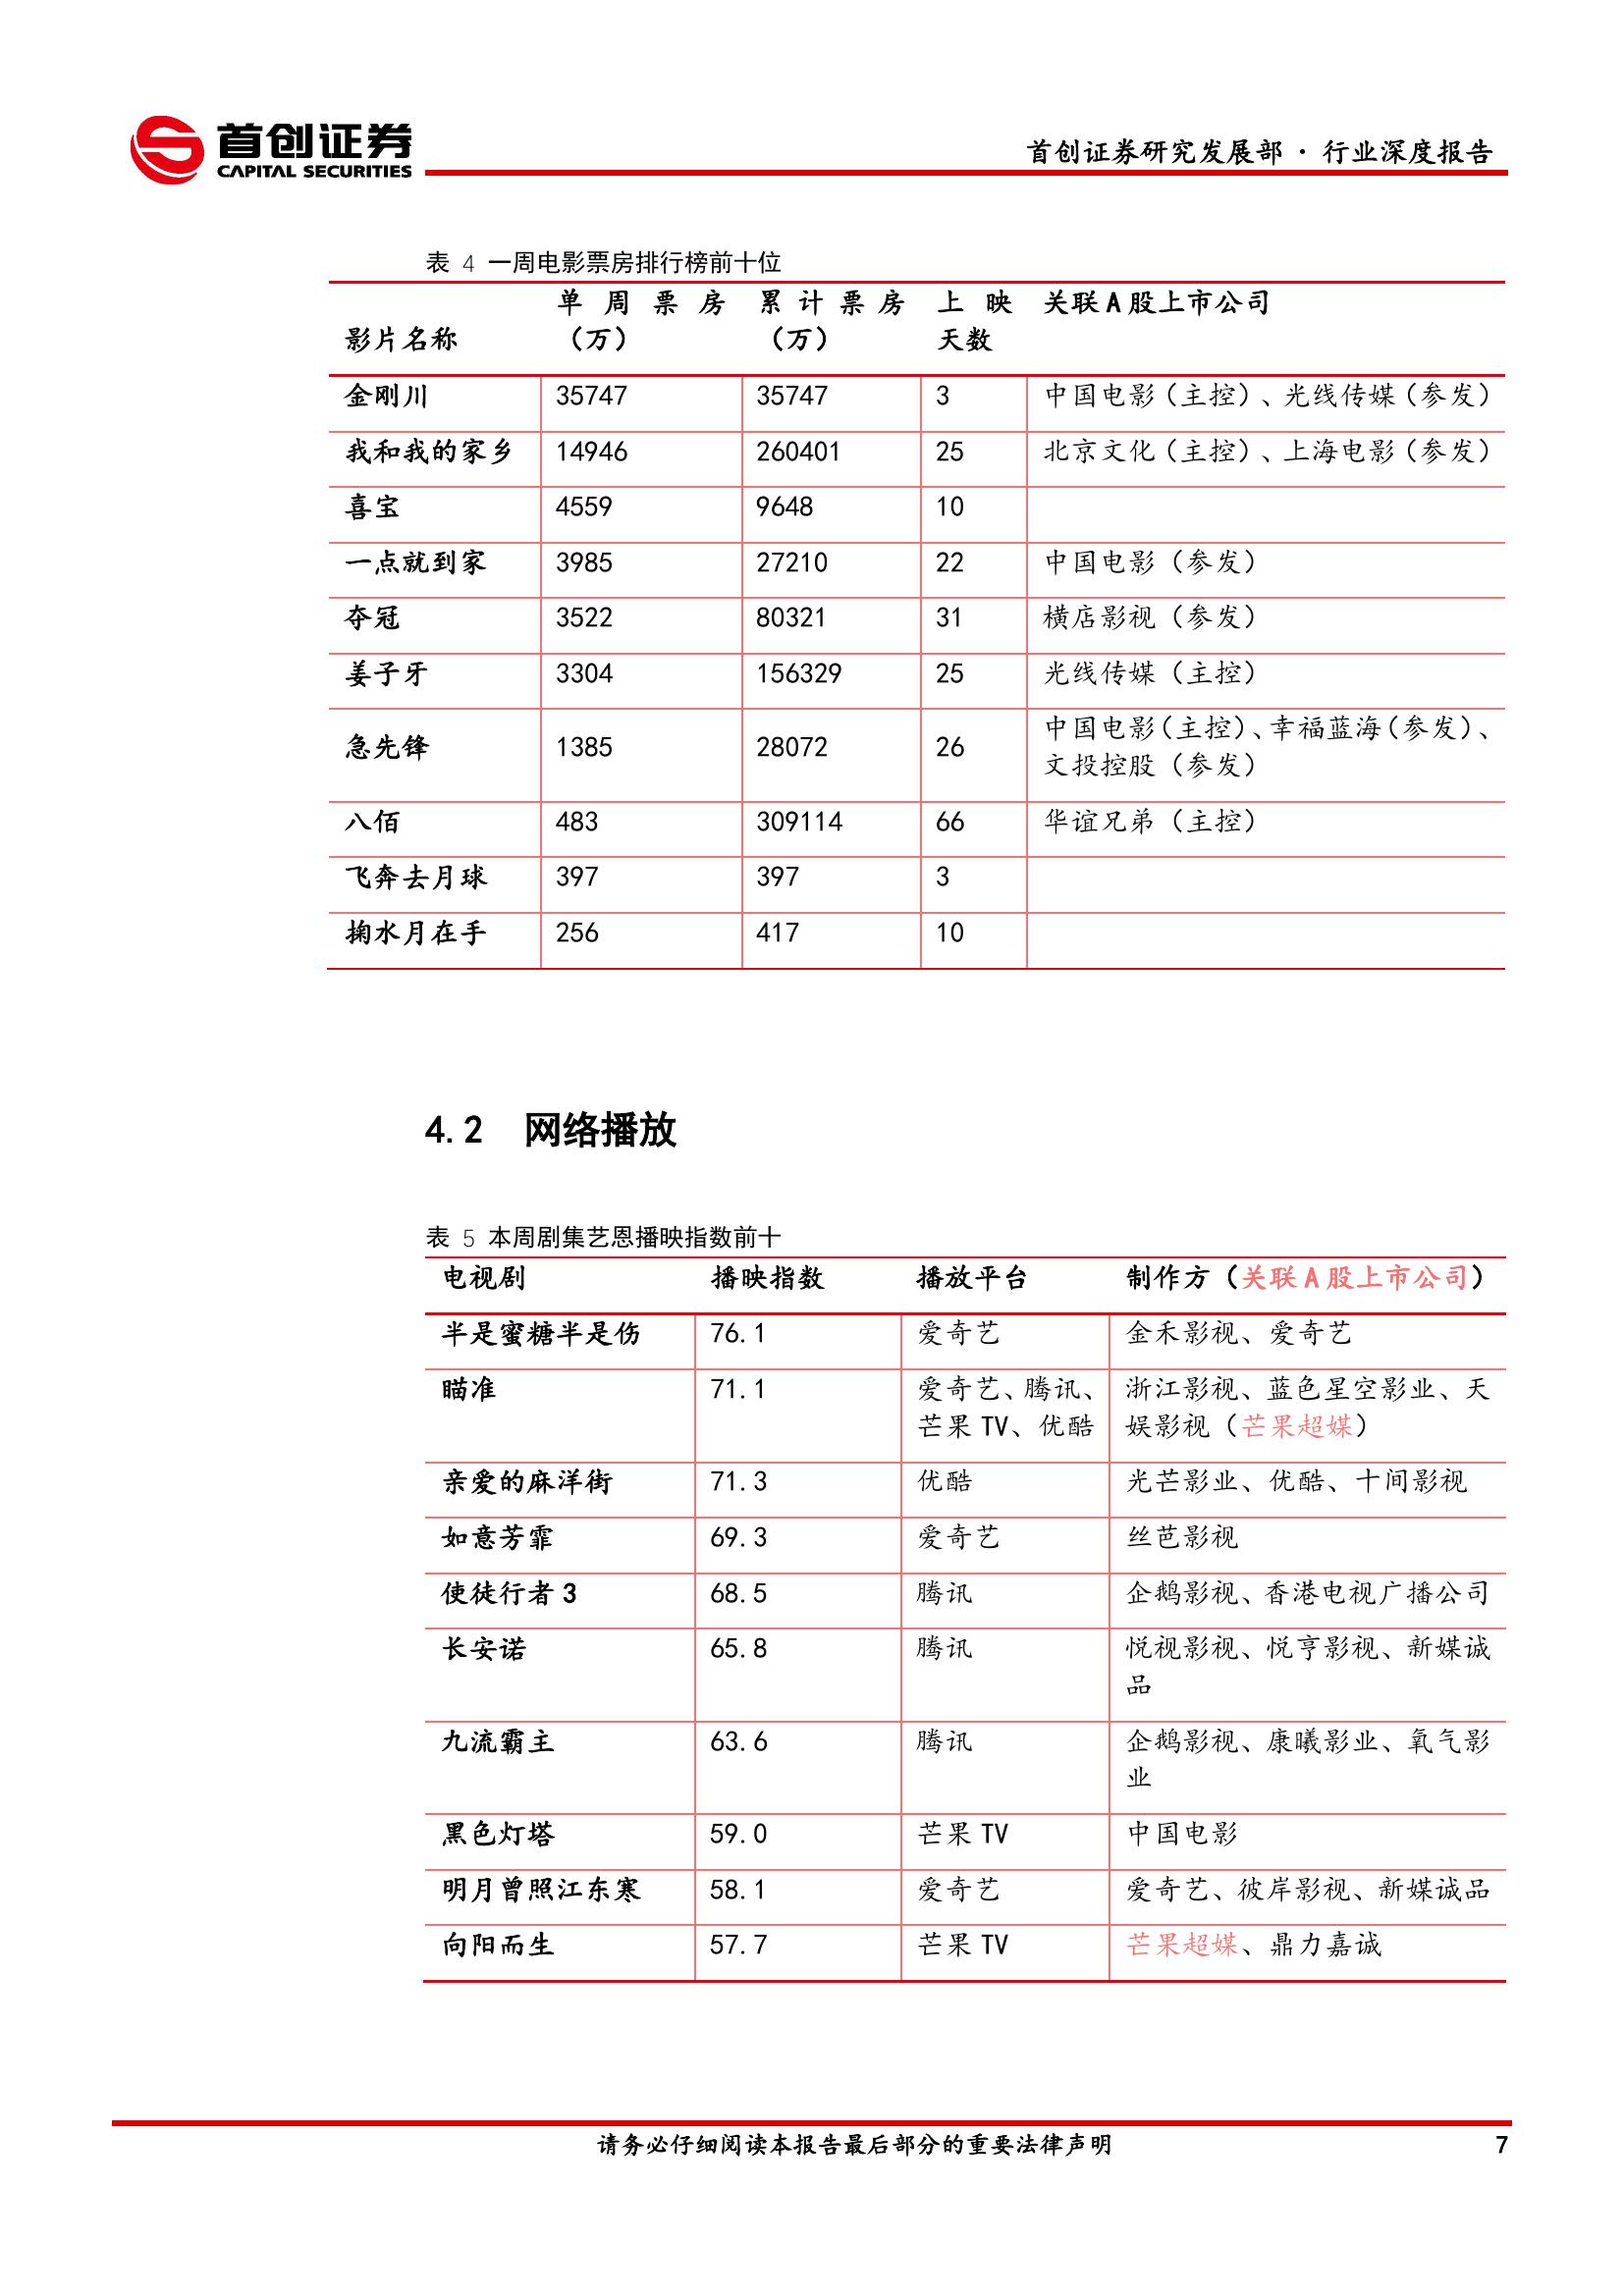 首创证券
CAPITAL SECURITIES
首创证券研究发展部 · 行业深度报告
表 4 一周电影票房排行榜前十位
影片名称 单周票房（万） 累计票房（万） 上映天数 关联A股上市公司
金刚川 35747 35747 3 中国电影（主控）、光线传媒（参发）
我和我的家乡 14946 260401 25 北京文化（主控）、上海电影（参发）
喜宝 4559 9648 10
一点就到家 3985 27210 22 中国电影（参发）
夺冠 3522 80321 31 横店影视（参发）
姜子牙 3304 156329 25 光线传媒（主控）
急先锋 1385 28072 26 中国电影（主控）、幸福蓝海（参发）、
文投控股（参发）
八佰 483 309114 66 华谊兄弟（主控）
飞奔去月球 397 397 3
掬水月在手 256 417 10
4.2 网络播放
表 5 本周剧集艺恩播映指数前十
电视剧 播映指数 播放平台 制作方（关联A股上市公司）
半是蜜糖半是伤 76.1 爱奇艺 金禾影视、爱奇艺
瞄准 71.1 爱奇艺、腾讯、芒果 TV、优酷 浙江影视、蓝色星空影业、天娱影视（芒果超媒）
亲爱的麻洋街 71.3 优酷 光芒影业、优酷、十间影视
如意芳霏 69.3 爱奇艺 丝芭影视
使徒行者3 68.5 腾讯 企鹅影视、香港电视广播公司
长安诺 65.8 腾讯 悦视影视、悦亨影视、新媒诚
品
九流霸主 63.6 腾讯 企鹅影视、康曦影业、氧气影
业
黑色灯塔 59.0 芒果 TV 中国电影
明月曾照江东寒 58.1 爱奇艺 爱奇艺、彼岸影视、新媒诚品
向阳而生 57.7 芒果 TV 芒果超媒、鼎力嘉诚
请务必仔细阅读本报告最后部分的重要法律声明 7